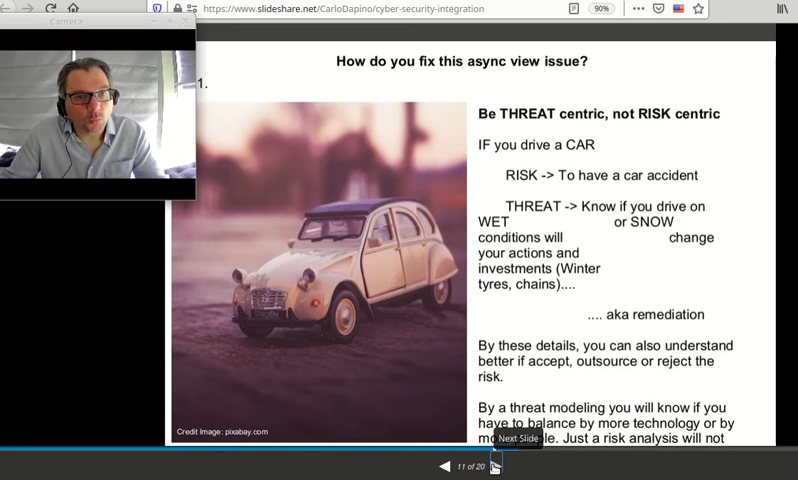 https://www.slideshare.net/CarloDapino/cyber-security-integration
90%
Camera
How do you fix this async view issue?
1.
Be THREAT centric, not RISK centric
IF you drive a CAR
RISK -> To have a car accident
THREAT -> Know if you drive on
WET or SNOW
conditions will change
your actions and
investments (Winter
tyres, chains)....
.... aka remediation
By these details, you can also understand
better if accept, outsource or reject the
risk.
By a threat modeling you will know if you
have to balance by more technology or by
Just a risk analysis will not
Credit Image: pixabay.com
Next Slide
11 of 20